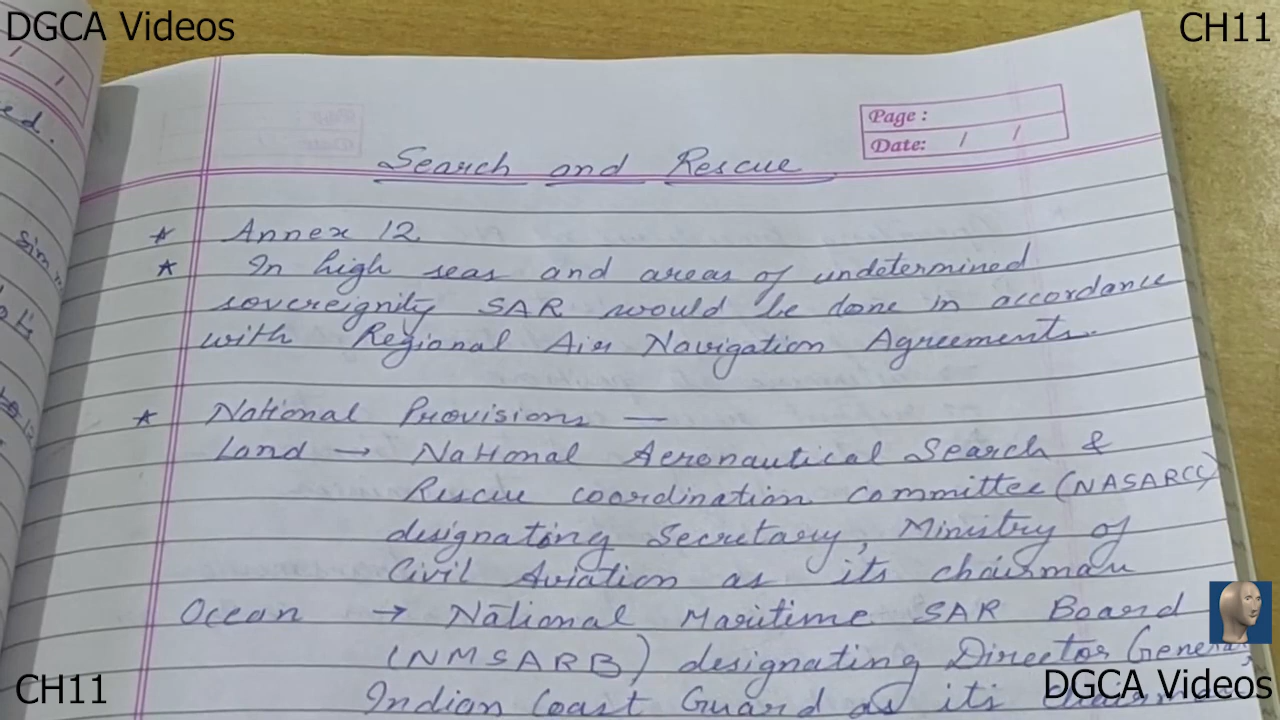 DGCA Videos
CH11
ed.
Page :
Date: / /
Search and Rescue
* Annex 12.
* In high seas and areas of undetermined
sovereignity SAR would be done in accordance
with Regional Air Navigation Agreements.
* National Provisions —
Land → National Aeronautical Search &
Rescue coordination committee (NASARCC)
designating Secretary, Ministry of
Civil Aviation as its chairman
Ocean → National Maritime SAR Board
(NMSARB) designating Director General,
Indian Coast Guard as its
CH11
DGCA Videos